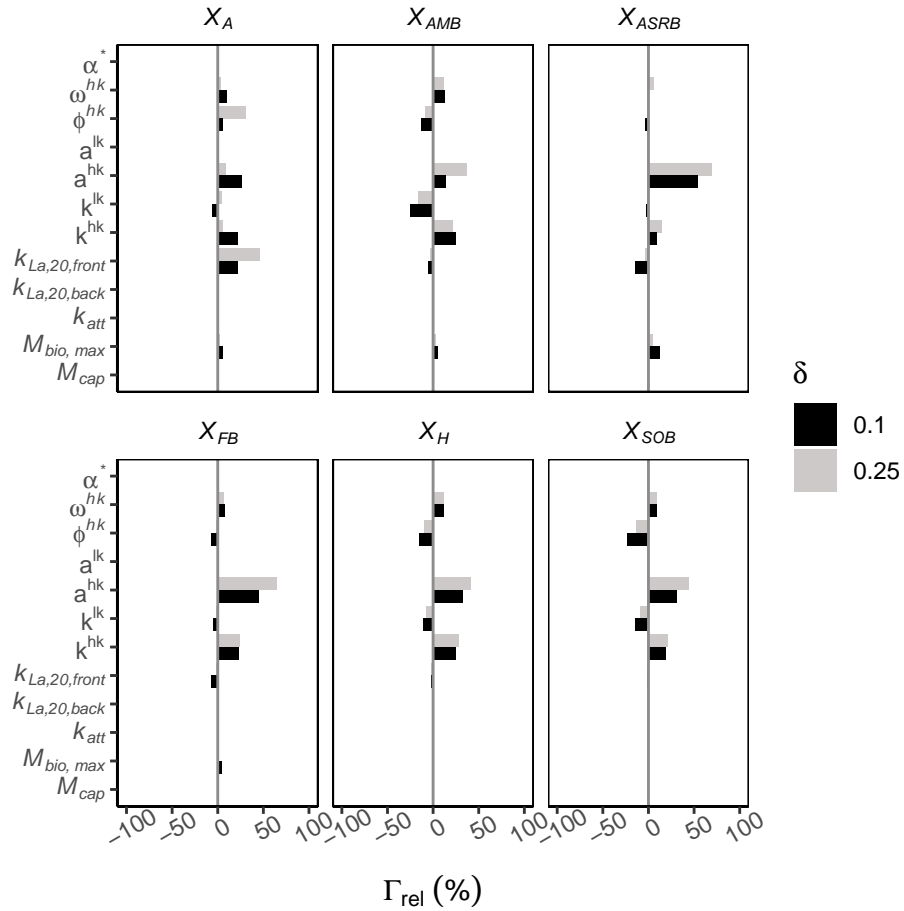 X_A X_AMB X_ASRB
α*
ω^hk
ϕ^hk
a^lk
a^hk
k^lk
k^hk
k_La,20,front
k_La,20,back
k_att
M_bio, max
M_cap
δ
0.1
0.25
X_FB X_H X_SOB
α*
ω^hk
ϕ^hk
a^lk
a^hk
k^lk
k^hk
k_La,20,front
k_La,20,back
k_att
M_bio, max
M_cap
−100 −50 0 50 100 −100 −50 0 50 100 −100 −50 0 50 100
Γ_rel (%)